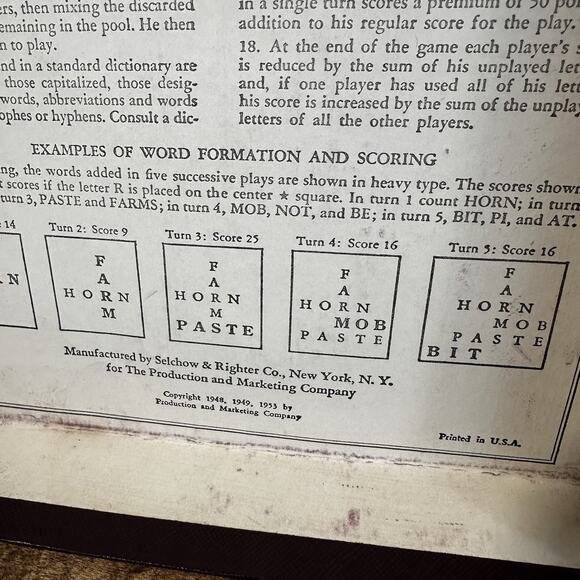 ers, then mixing the discarded
emaining in the pool. He then
n to play.
nd in a standard dictionary are
those capitalized, those desig-
words, abbreviations and words
ophes or hyphens. Consult a dic-
in a single turn scores a premium of 50
addition to his regular score for the play.
18. At the end of the game each player's
is reduced by the sum of his unplayed
and, if one player has used all of his
his score is increased by the sum of the
letters of all the other players.
EXAMPLES OF WORD FORMATION AND SCORING
ng, the words added in five successive plays are shown in heavy type. The scores shown
t scores if the letter R is placed on the center ★ square. In turn 1 count HORN; in turn
turn 3, PASTE and FARMS; in turn 4, MOB, NOT, and BE; in turn 5, BIT, PI, and AT.
14
N
Turn 2: Score 9
F
A
HORN
M
Turn 3: Score 25
F
A
HORN
M
PASTE
Turn 4: Score 16
F
A
HORN
MOB
PASTE
Turn 5: Score 16
F
A
HORN
MOB
PASTE
BIT
Manufactured by Selchow & Righter Co., New York, N. Y.
for The Production and Marketing Company
Copyright 1948, 1949, 1953 by
Production and Marketing Company
Printed in U.S.A.